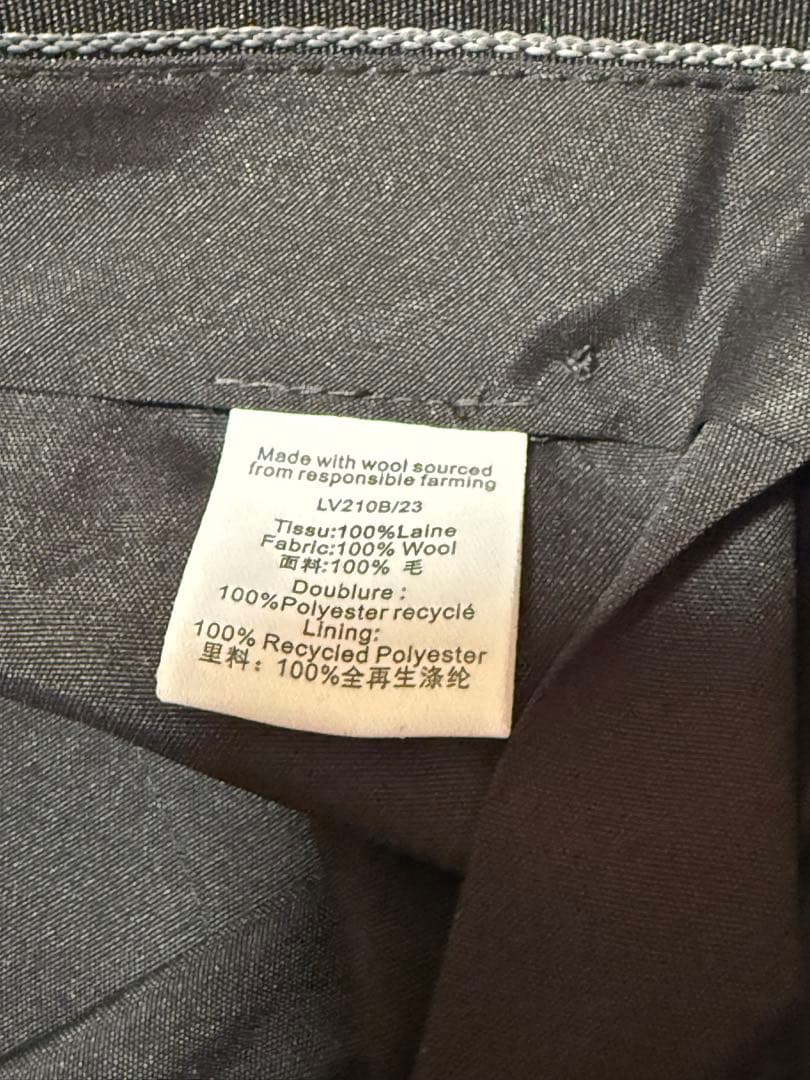 Made with wool sourced
from responsible farming
LV210B/23
Tissu:100%Laine
Fabric:100% Wool
面料:100% 毛
Doublure :
100%Polyester recyclé
Lining:
100% Recycled Polyester
里料：100%全再生涤纶